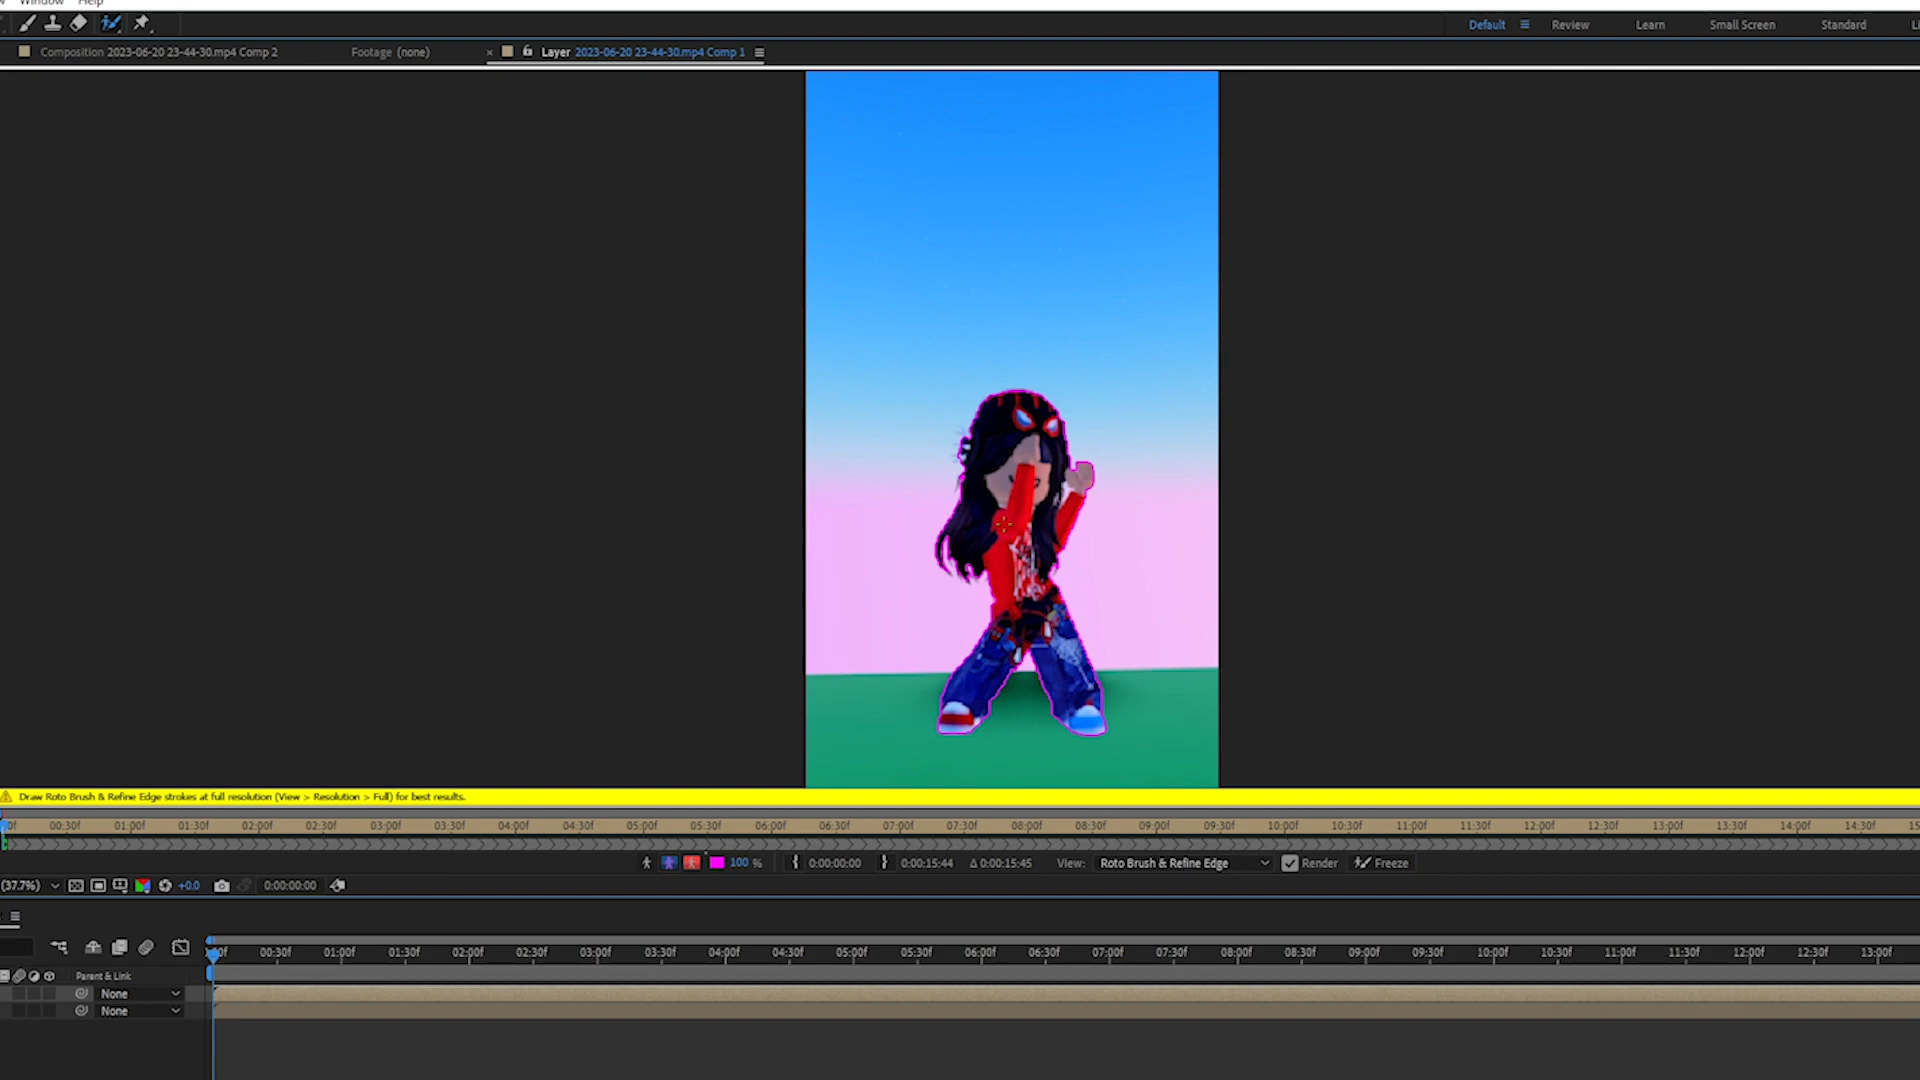 Window Help
Default Review Learn Small Screen Standard
Composition 2023-06-20 23-44-30.mp4 Comp 2 Footage (none) × Layer 2023-06-20 23-44-30.mp4 Comp 1
Draw Roto Brush & Refine Edge strokes at full resolution (View > Resolution > Full) for best results.
0f 00:30f 01:00f 01:30f 02:00f 02:30f 03:00f 03:30f 04:00f 04:30f 05:00f 05:30f 06:00f 06:30f 07:00f 07:30f 08:00f 08:30f 09:00f 09:30f 10:00f 10:30f 11:00f 11:30f 12:00f 12:30f 13:00f 13:30f 14:00f 14:30f 15
100 % 0:00:00:00 0:00:15:44 Δ 0:00:15:45 View: Roto Brush & Refine Edge Render Freeze
(37.7%) +0.0 0:00:00:00
00f 00:30f 01:00f 01:30f 02:00f 02:30f 03:00f 03:30f 04:00f 04:30f 05:00f 05:30f 06:00f 06:30f 07:00f 07:30f 08:00f 08:30f 09:00f 09:30f 10:00f 10:30f 11:00f 11:30f 12:00f 12:30f 13:00f
Parent & Link
None
None